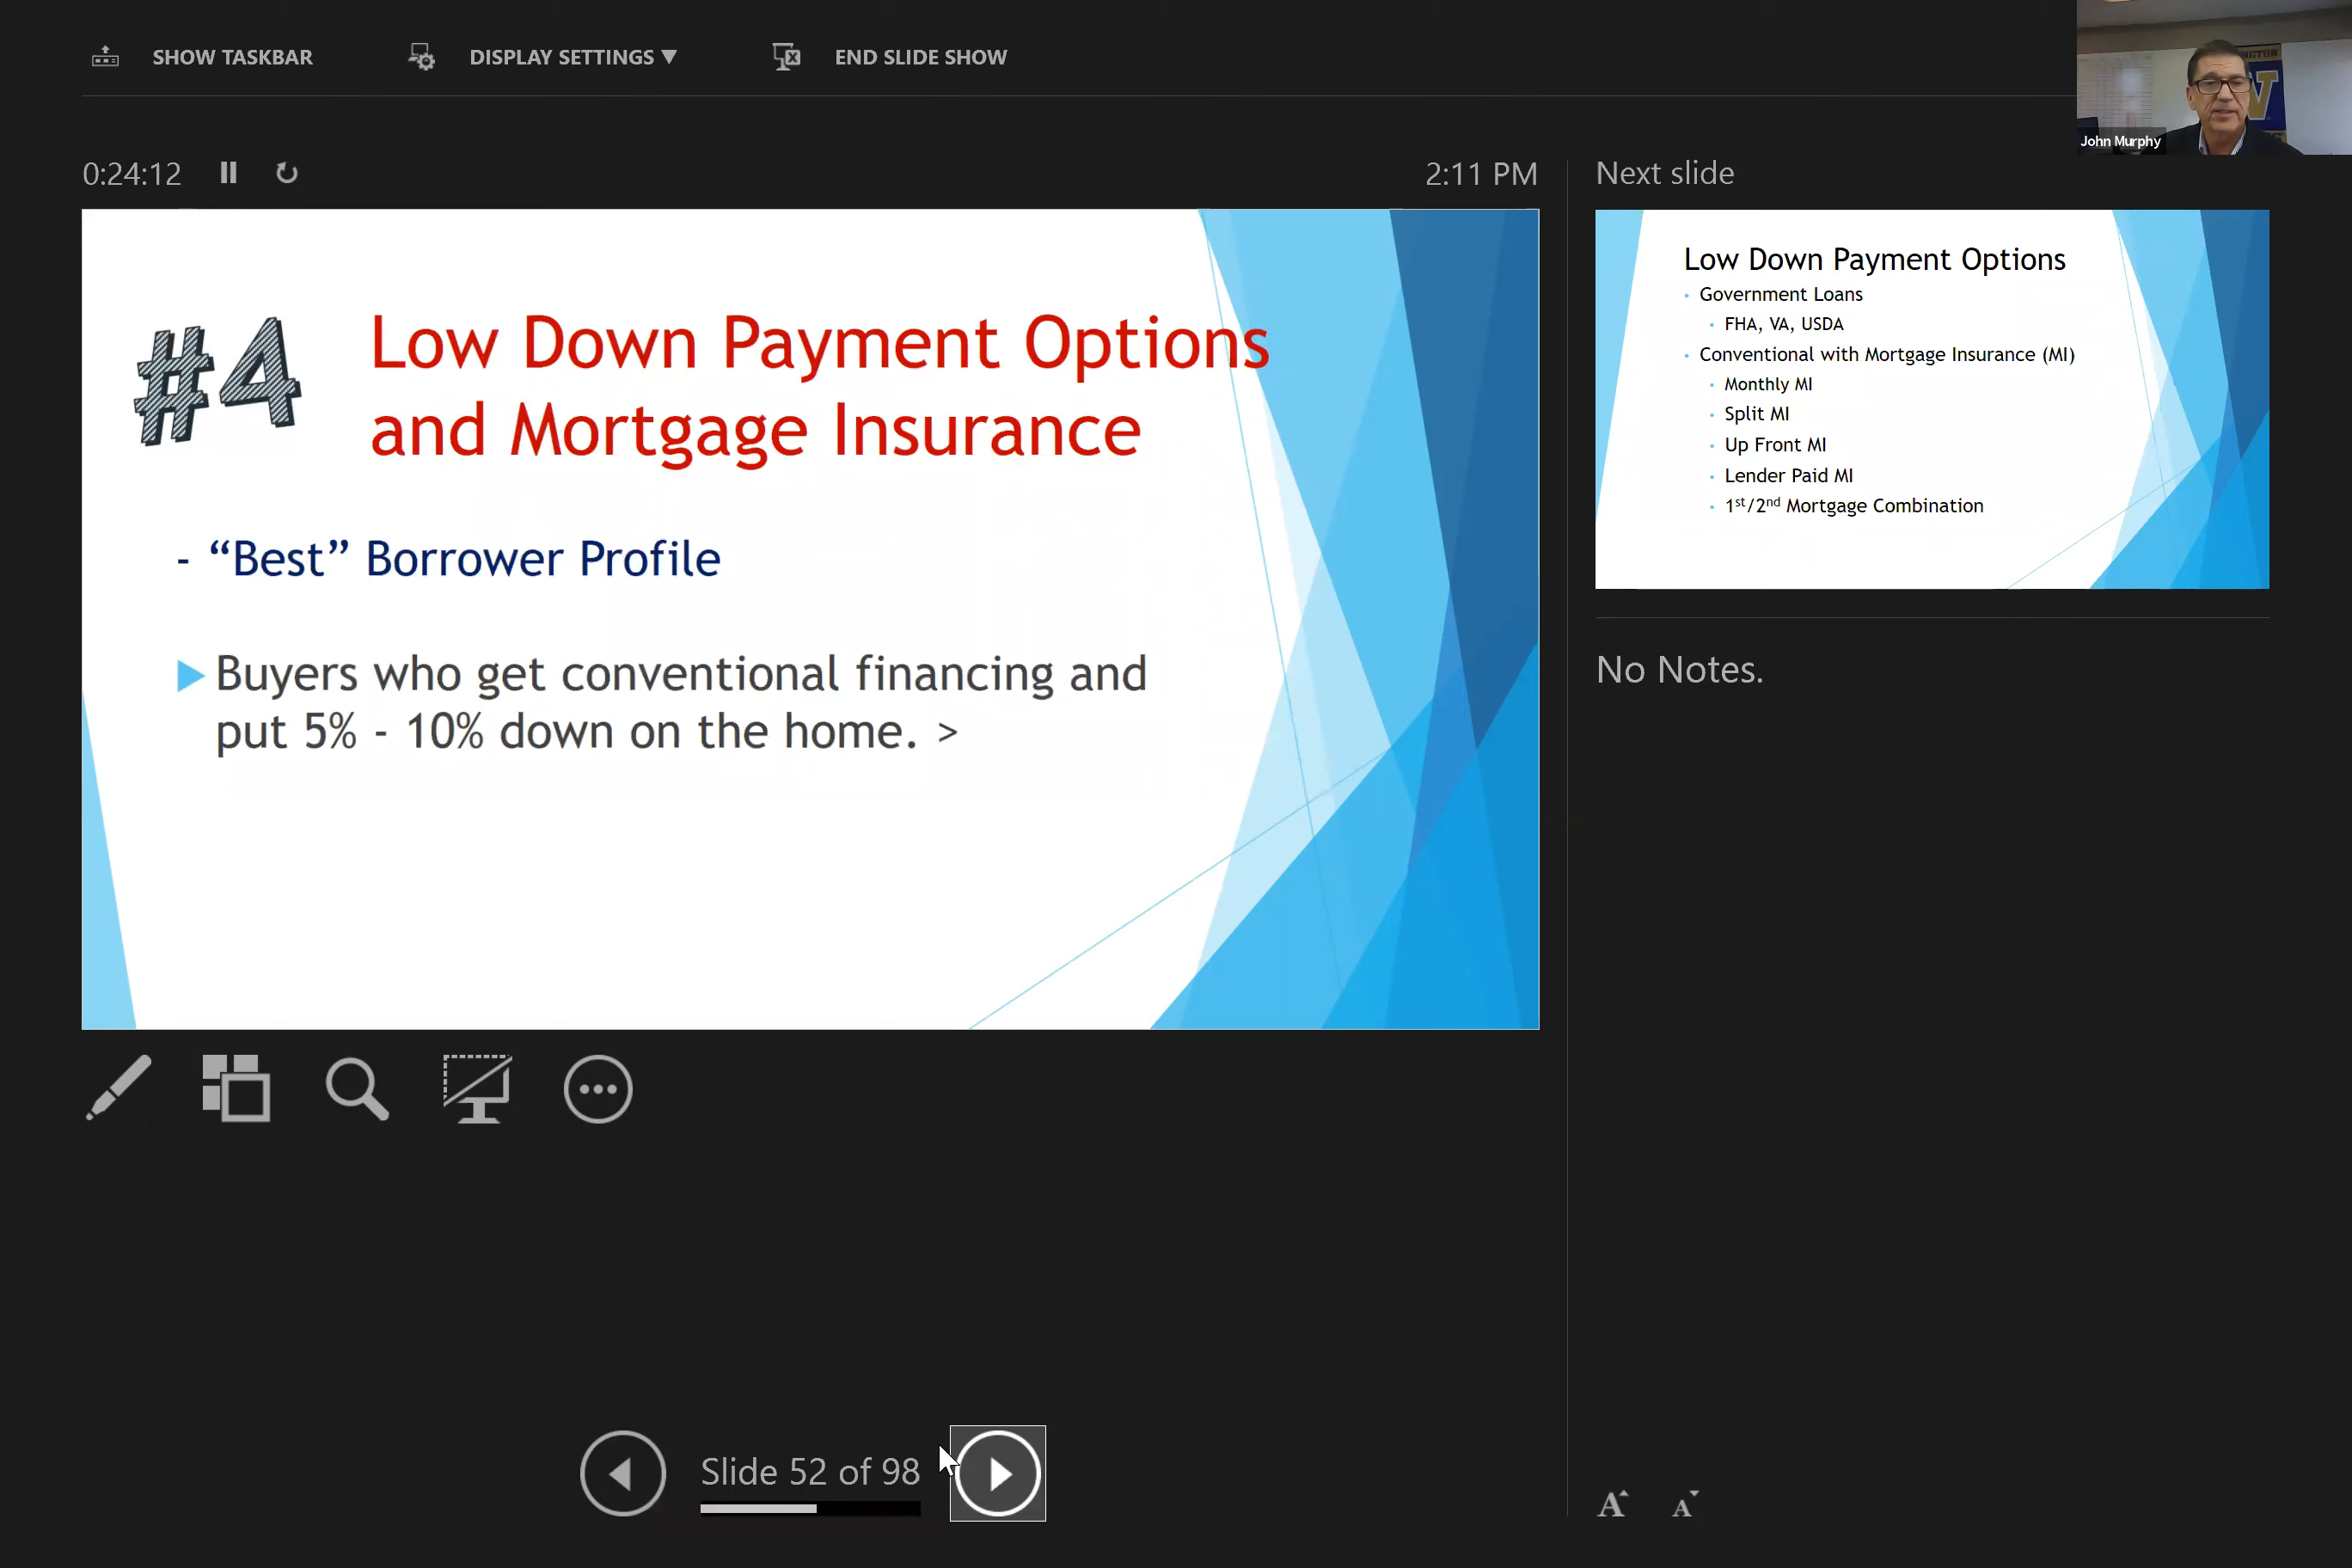 SHOW TASKBAR
DISPLAY SETTINGS ▼
END SLIDE SHOW
John Murphy
0:24:12
2:11 PM
Next slide
#4
Low Down Payment Options
and Mortgage Insurance
- “Best” Borrower Profile
Buyers who get conventional financing and
put 5% - 10% down on the home. >
Low Down Payment Options
• Government Loans
• FHA, VA, USDA
• Conventional with Mortgage Insurance (MI)
• Monthly MI
• Split MI
• Up Front MI
• Lender Paid MI
• 1st/2nd Mortgage Combination
No Notes.
Slide 52 of 98
A A